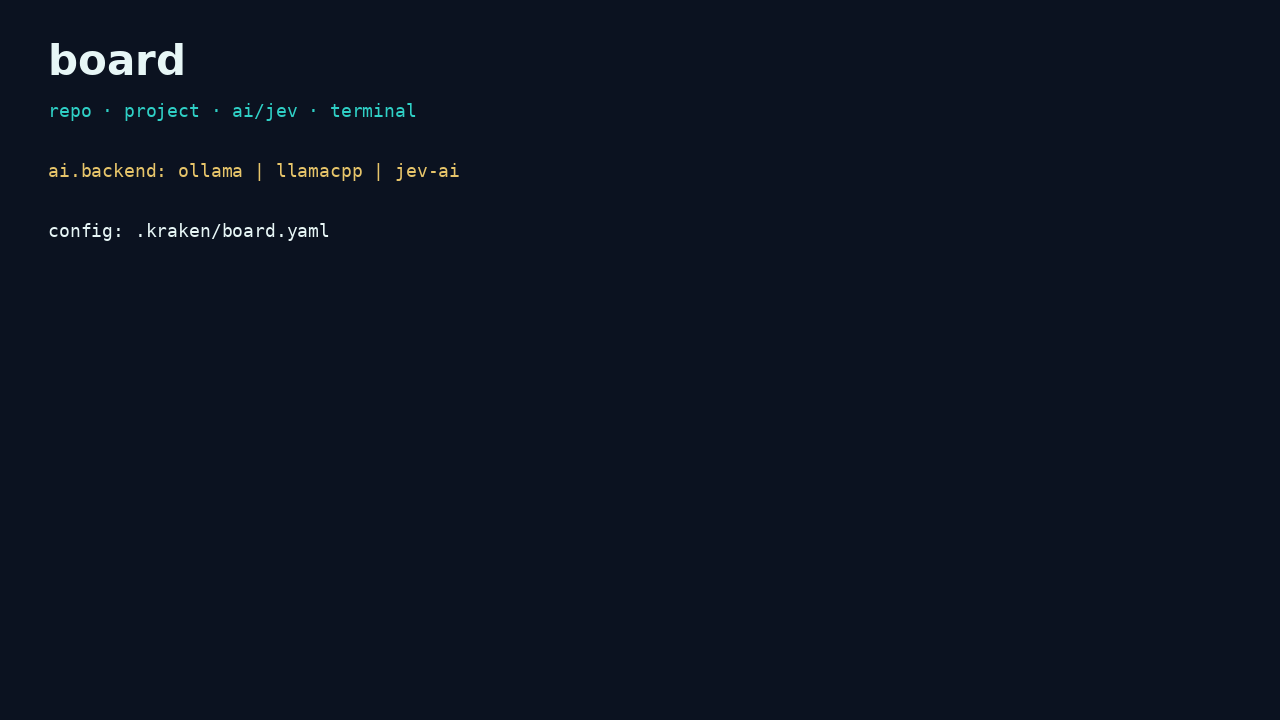 board
repo · project · ai/jev · terminal
ai.backend: ollama | llamacpp | jev-ai
config: .kraken/board.yaml